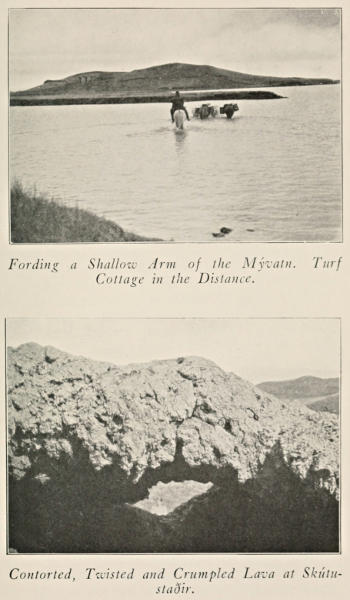 Fording a Shallow Arm of the Mývatn. Turf
Cottage in the Distance.
Contorted, Twisted and Crumpled Lava at Skútu-
staðir.